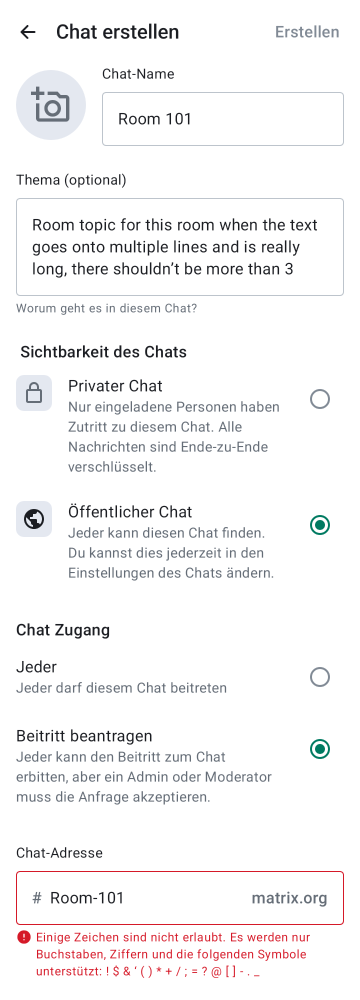 Chat erstellen
Erstellen
Chat-Name
Room 101
Thema (optional)
Room topic for this room when the text
goes onto multiple lines and is really
long, there shouldn’t be more than 3
Worum geht es in diesem Chat?
Sichtbarkeit des Chats
Privater Chat
Nur eingeladene Personen haben
Zutritt zu diesem Chat. Alle
Nachrichten sind Ende-zu-Ende
verschlüsselt.
Öffentlicher Chat
Jeder kann diesen Chat finden.
Du kannst dies jederzeit in den
Einstellungen des Chats ändern.
Chat Zugang
Jeder
Jeder darf diesem Chat beitreten
Beitritt beantragen
Jeder kann den Beitritt zum Chat
erbitten, aber ein Admin oder Moderator
muss die Anfrage akzeptieren.
Chat-Adresse
# Room-101 matrix.org
Einige Zeichen sind nicht erlaubt. Es werden nur
Buchstaben, Ziffern und die folgenden Symbole
unterstützt: ! $ & ‘ ( ) * + / ; = ? @ [ ] - . _